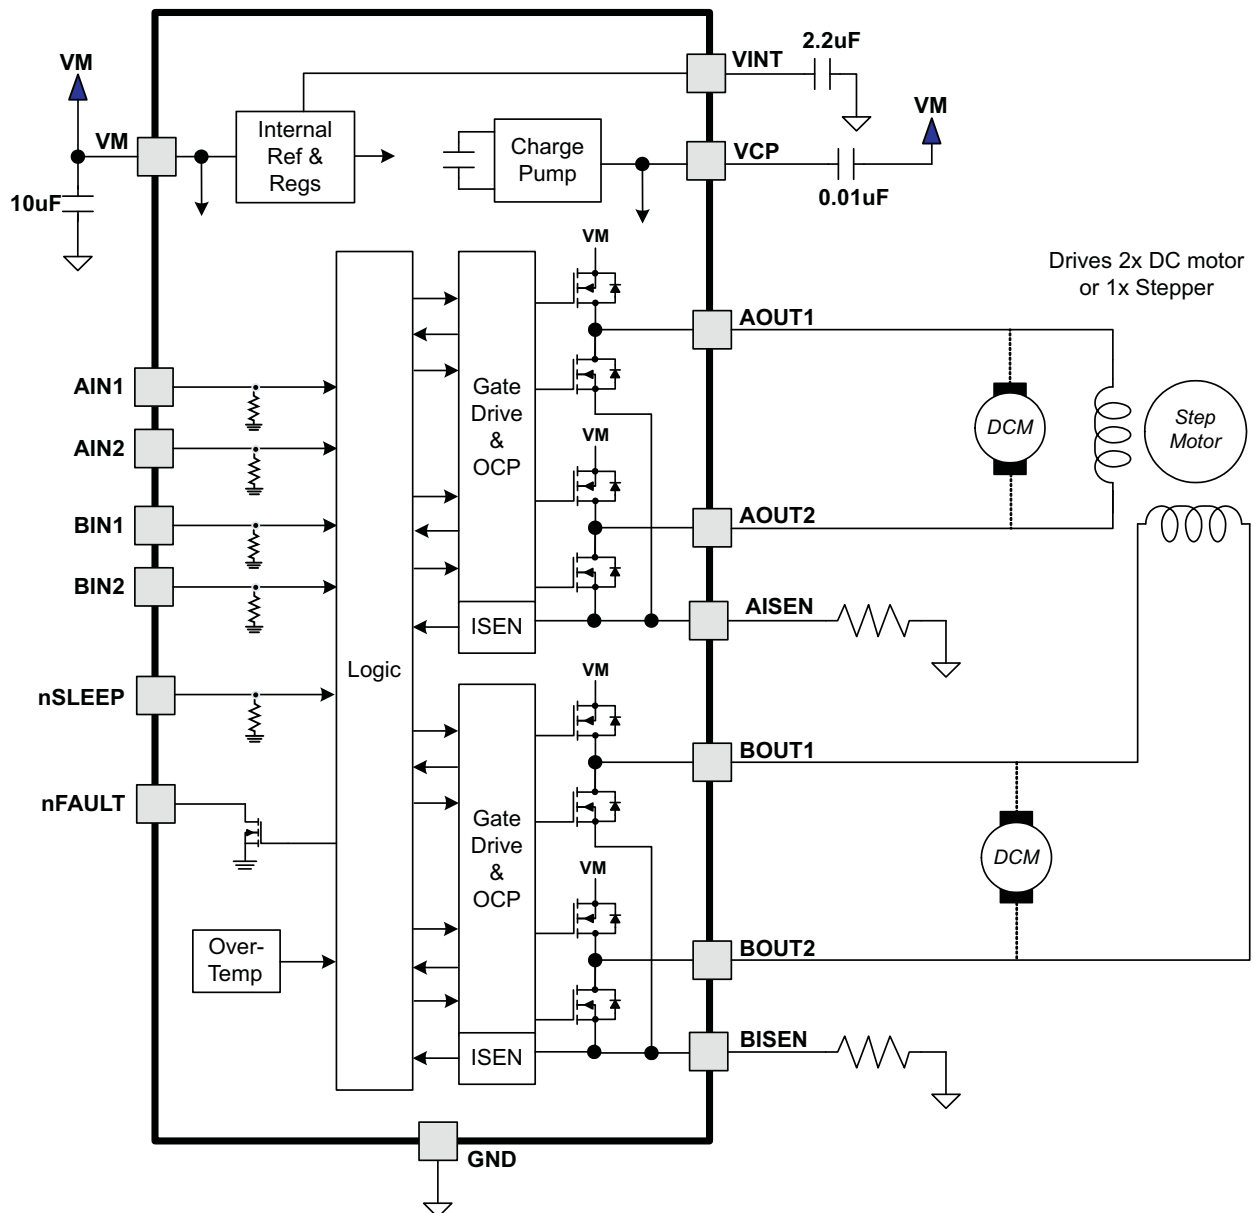 2.2uF
VINT
VM
VM
VM
Internal
Ref &
Regs
Charge
Pump
VCP
10uF
0.01uF
VM
Drives 2x DC motor
or 1x Stepper
AOUT1
AIN1
Gate
Drive
&
OCP
DCM
Step
Motor
AIN2
VM
BIN1
AOUT2
BIN2
AISEN
ISEN
Logic
VM
nSLEEP
BOUT1
nFAULT
Gate
Drive
&
OCP
DCM
VM
Over-
Temp
BOUT2
BISEN
ISEN
GND